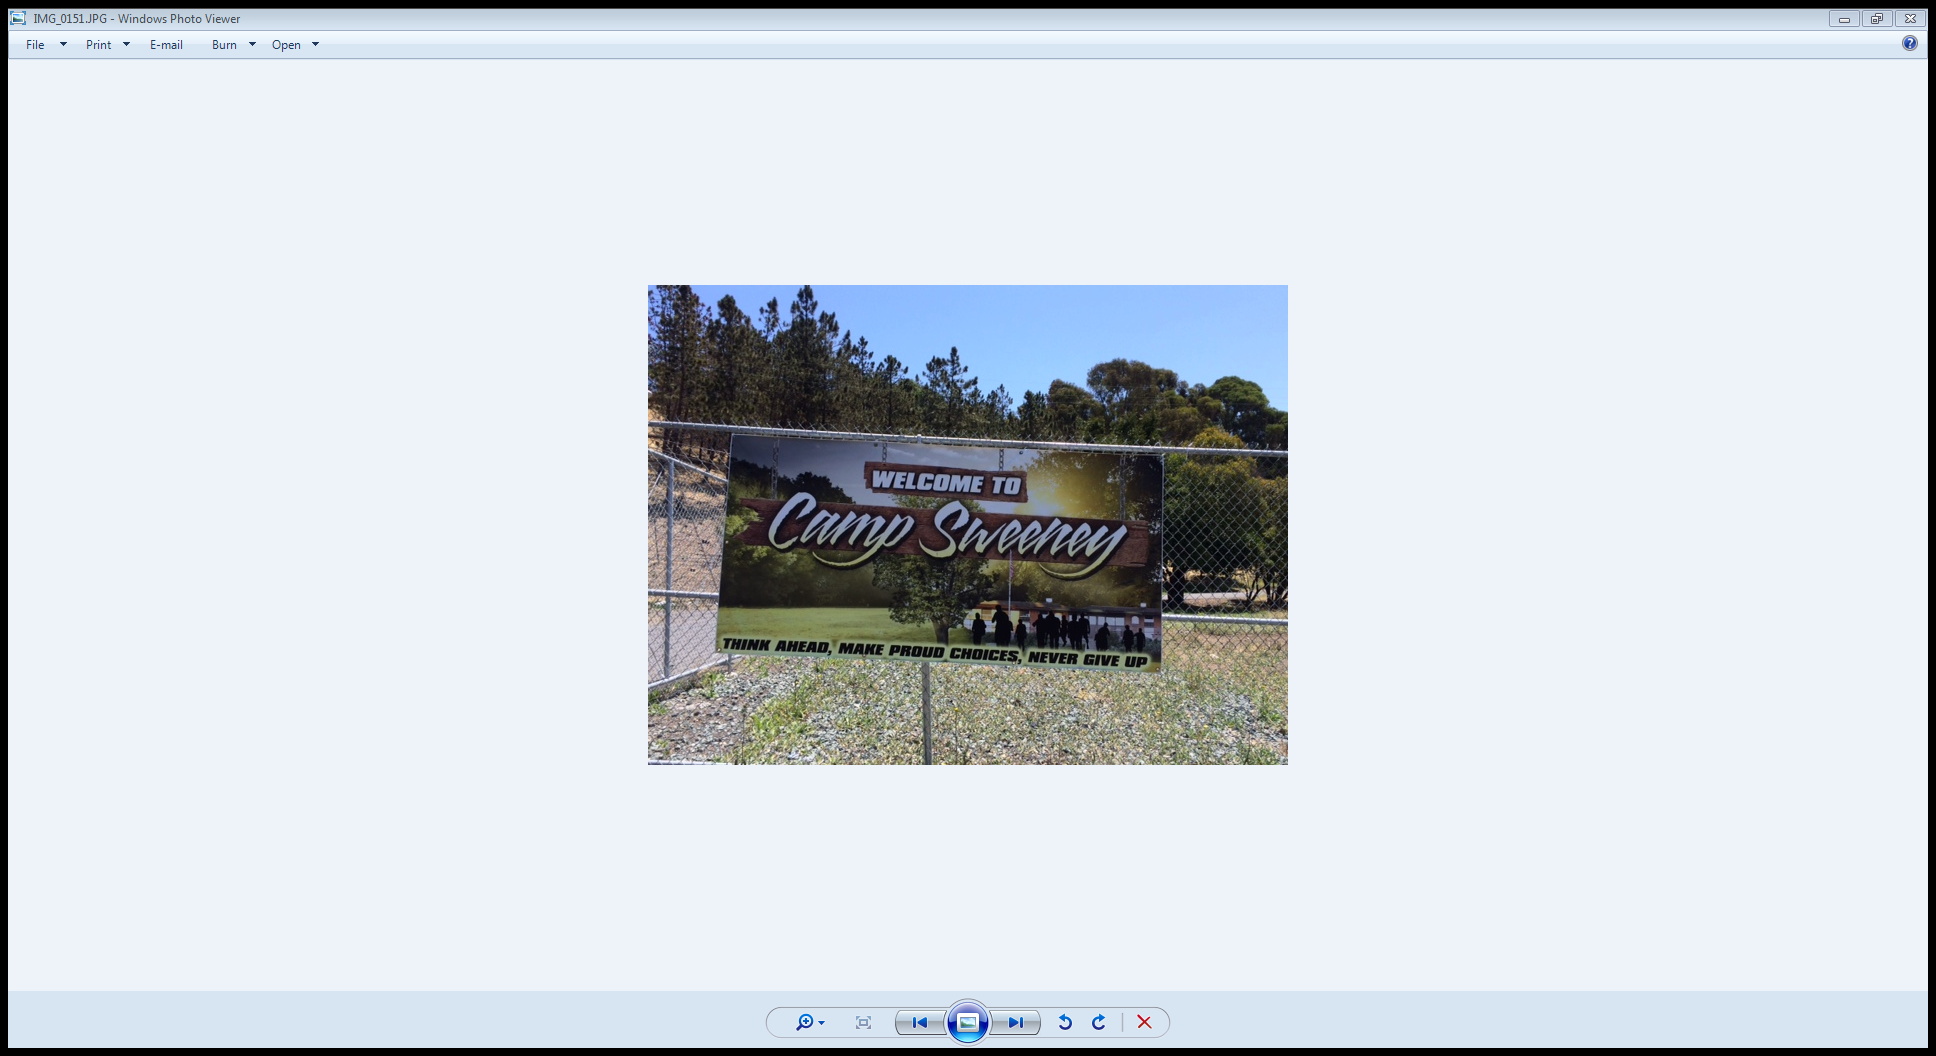 IMG_0151.JPG - Windows Photo Viewer
File Print E-mail Burn Open
WELCOME TO
Camp Sweeney
THINK AHEAD, MAKE PROUD CHOICES, NEVER GIVE UP